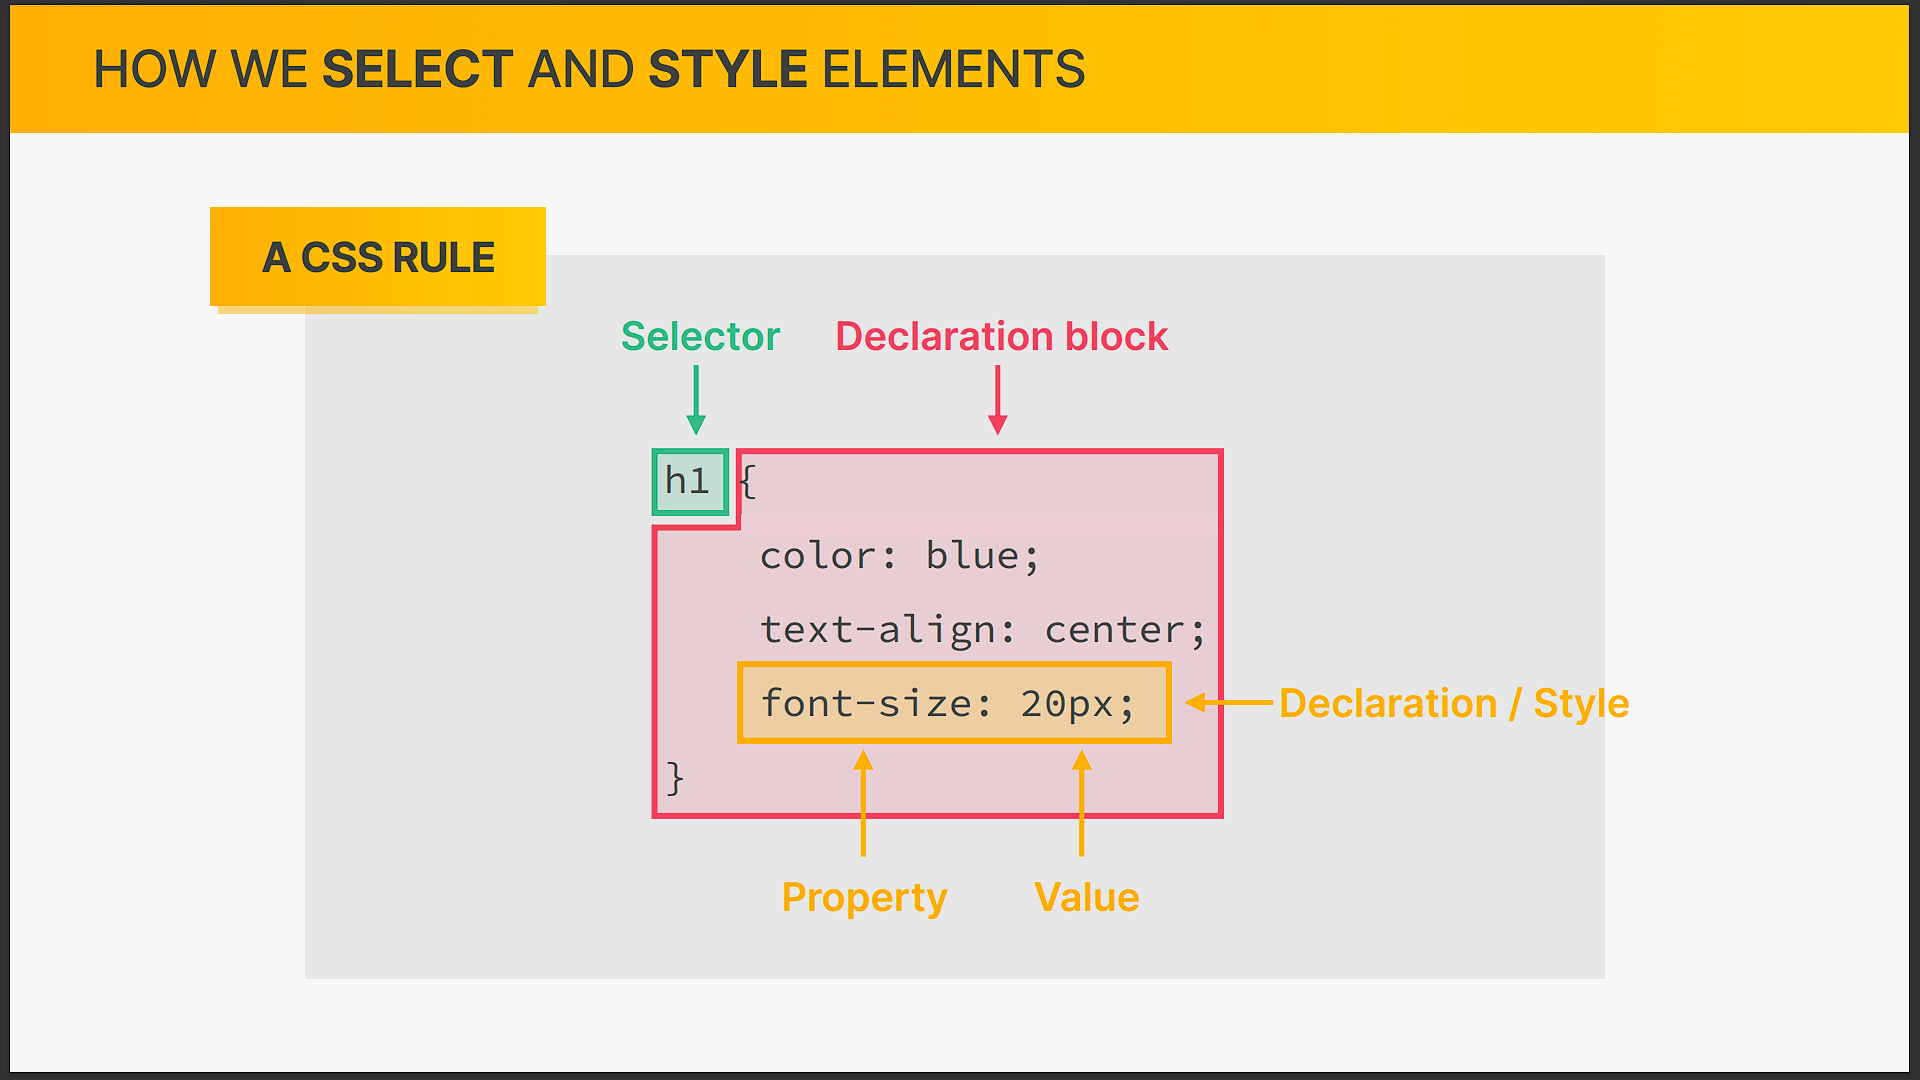 HOW WE SELECT AND STYLE ELEMENTS
A CSS RULE
Selector
Declaration block
h1 {
color: blue;
text-align: center;
font-size: 20px;
Declaration / Style
}
Property
Value